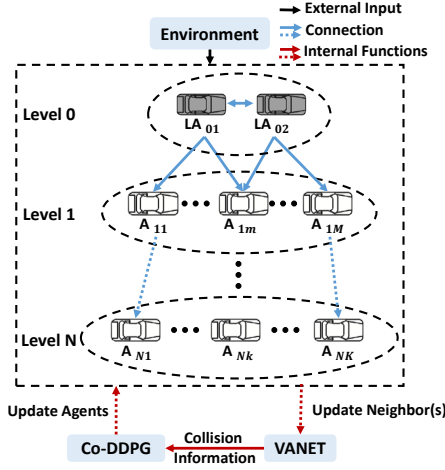 External Input
Environment
Connection
Internal Functions
Level 0
LA 01
LA 02
Level 1
A 11
A 1m
A 1M
Level N
A N1
A Nk
A NK
Update Agents
Update Neighbor(s)
Co-DDPG
Collision
Information
VANET